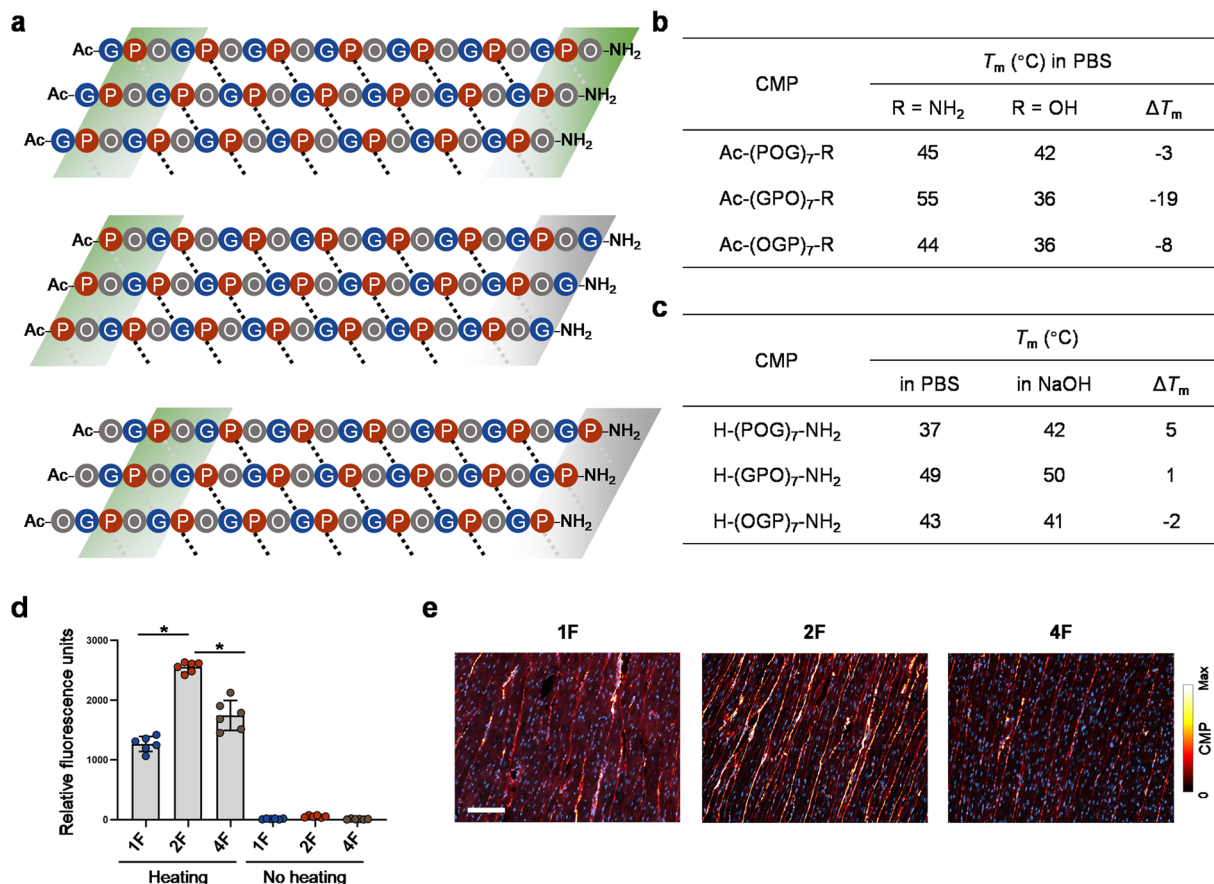 a
Ac-GPOGPOGPOGPOGPOGPOGPO-NH₂
Ac-GPOGPOGPOGPOGPOGPOGPO-NH₂
Ac-GPOGPOGPOGPOGPOGPOGPO-NH₂
Ac-POGPOGPOGPOGPOGPOGPOG-NH₂
Ac-POGPOGPOGPOGPOGPOGPOG-NH₂
Ac-POGPOGPOGPOGPOGPOGPOG-NH₂
Ac-OGPOGPOGPOGPOGPOGPOGP-NH₂
Ac-OGPOGPOGPOGPOGPOGPOGP-NH₂
Ac-OGPOGPOGPOGPOGPOGPOGP-NH₂
b
CMP Tm (°C) in PBS
R = NH₂ R = OH ΔTm
Ac-(POG)₇-R 45 42 -3
Ac-(GPO)₇-R 55 36 -19
Ac-(OGP)₇-R 44 36 -8
c
CMP Tm (°C)
in PBS in NaOH ΔTm
H-(POG)₇-NH₂ 37 42 5
H-(GPO)₇-NH₂ 49 50 1
H-(OGP)₇-NH₂ 43 41 -2
d
Relative fluorescence units
3000
2000
1000
0
* *
1F 2F 4F 1F 2F 4F
Heating No heating
e
1F 2F 4F
Max
CMP
0